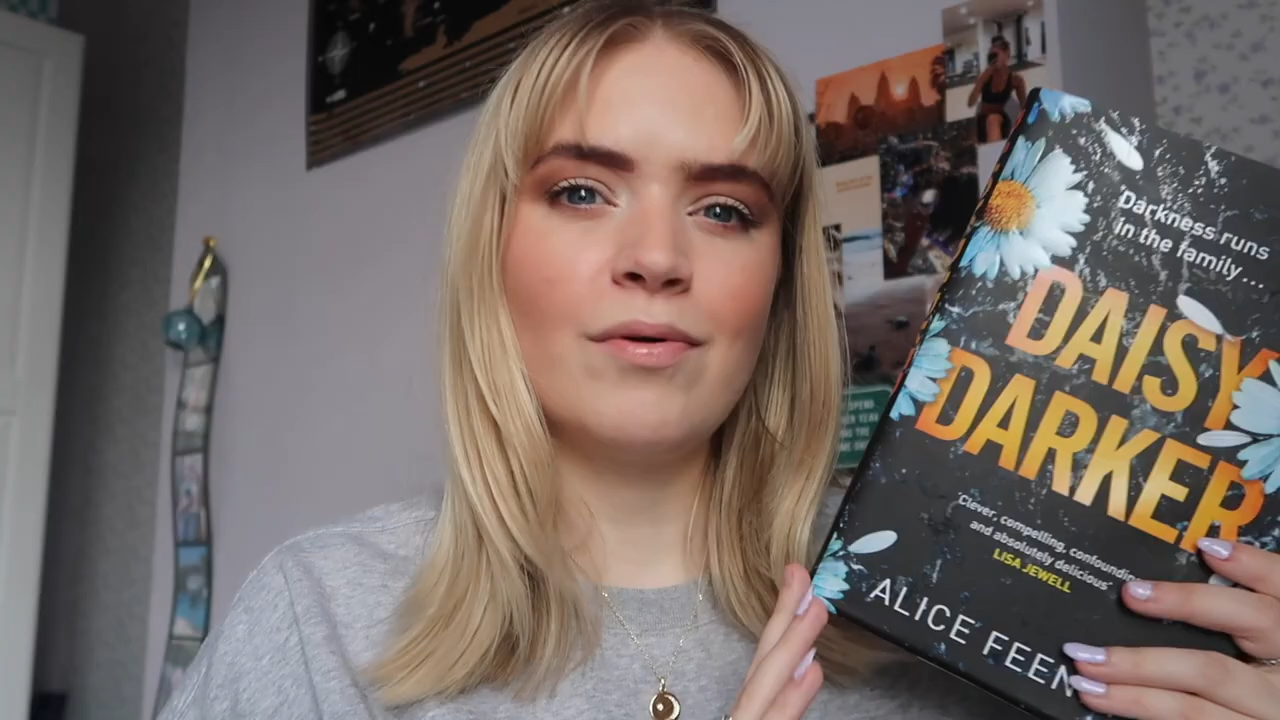 Darkness runs
in the family...
DAISY
DARKER
'Clever, compelling, confounding
and absolutely delicious'
LISA JEWELL
ALICE FEEN